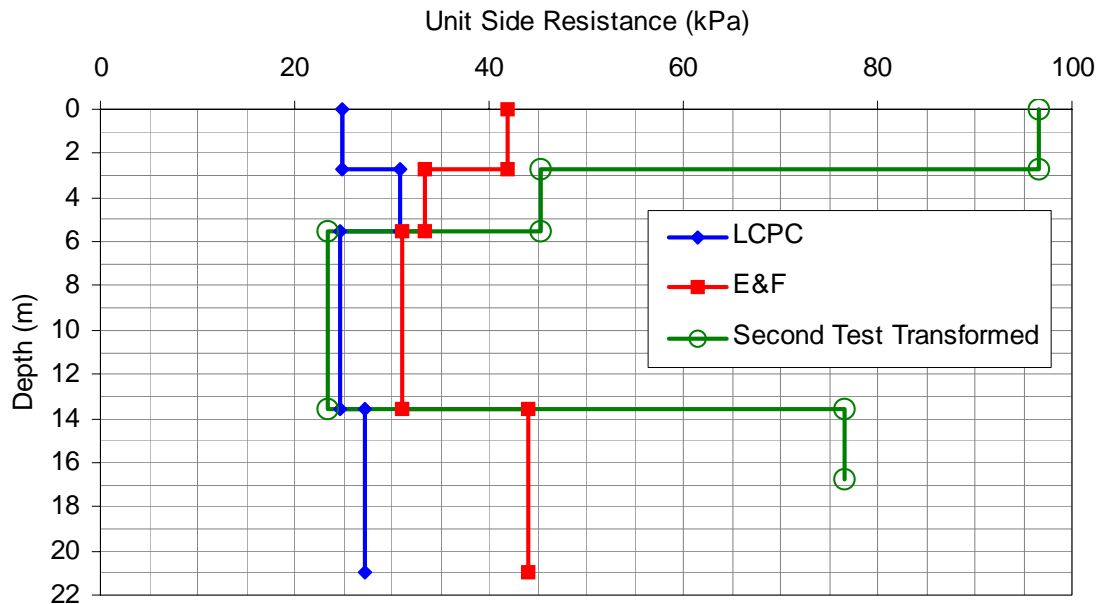 Unit Side Resistance (kPa)
0 20 40 60 80 100
0
2
4
6
8
10
12
14
16
18
20
22
Depth (m)
LCPC
E&F
Second Test Transformed